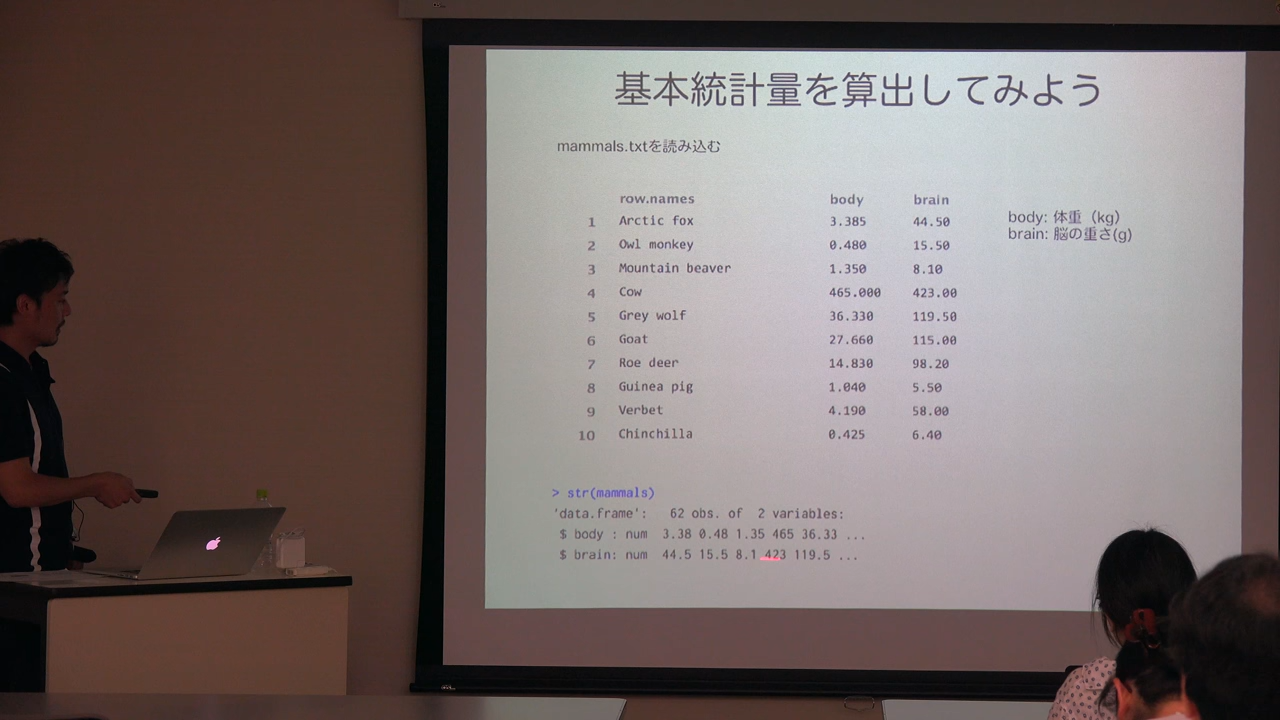 基本統計量を算出してみよう
mammals.txtを読み込む
row.names body brain
1 Arctic fox 3.385 44.50
2 Owl monkey 0.480 15.50
3 Mountain beaver 1.350 8.10
4 Cow 465.000 423.00
5 Grey wolf 36.330 119.50
6 Goat 27.660 115.00
7 Roe deer 14.830 98.20
8 Guinea pig 1.040 5.50
9 Verbet 4.190 58.00
10 Chinchilla 0.425 6.40
body: 体重（kg）
brain: 脳の重さ(g)
> str(mammals)
'data.frame': 62 obs. of 2 variables:
$ body : num 3.38 0.48 1.35 465 36.33 ...
$ brain: num 44.5 15.5 8.1 423 119.5 ...